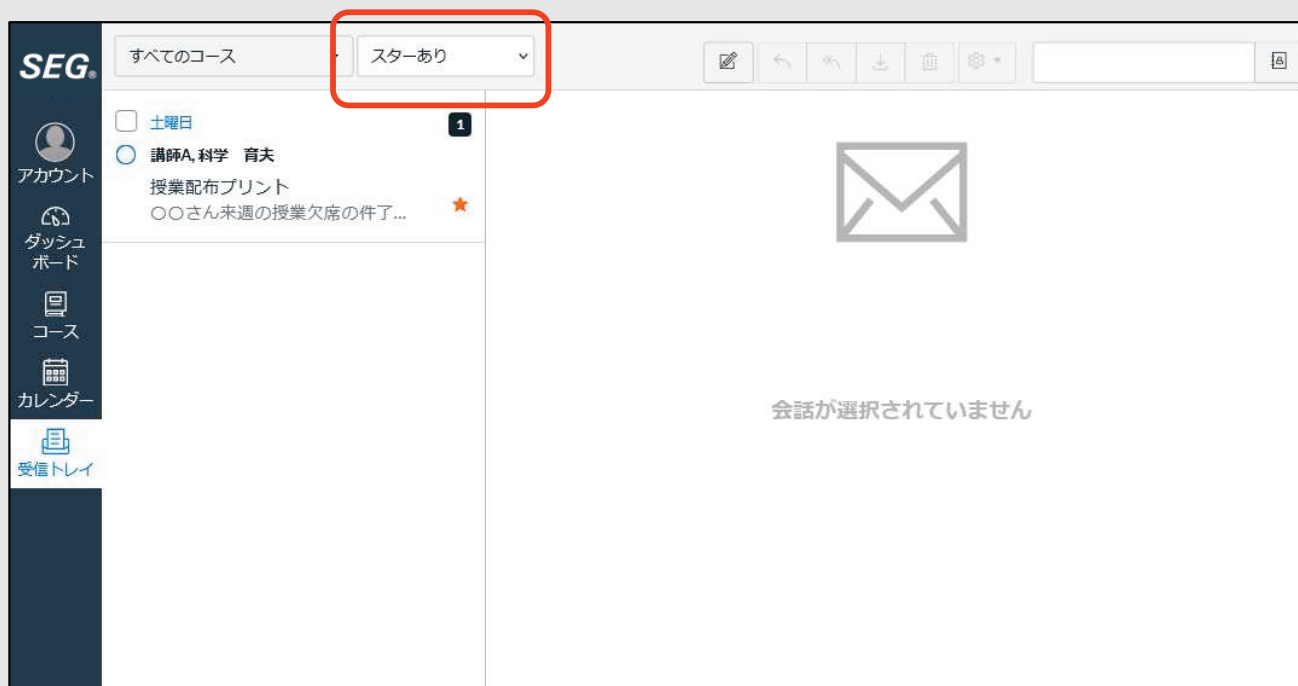 SEG®
すべてのコース
スターあり
アカウント
ダッシュ
ボード
コース
カレンダー
受信トレイ
土曜日
1
講師A, 科学　育夫
授業配布プリント
〇〇さん来週の授業欠席の件了...
会話が選択されていません